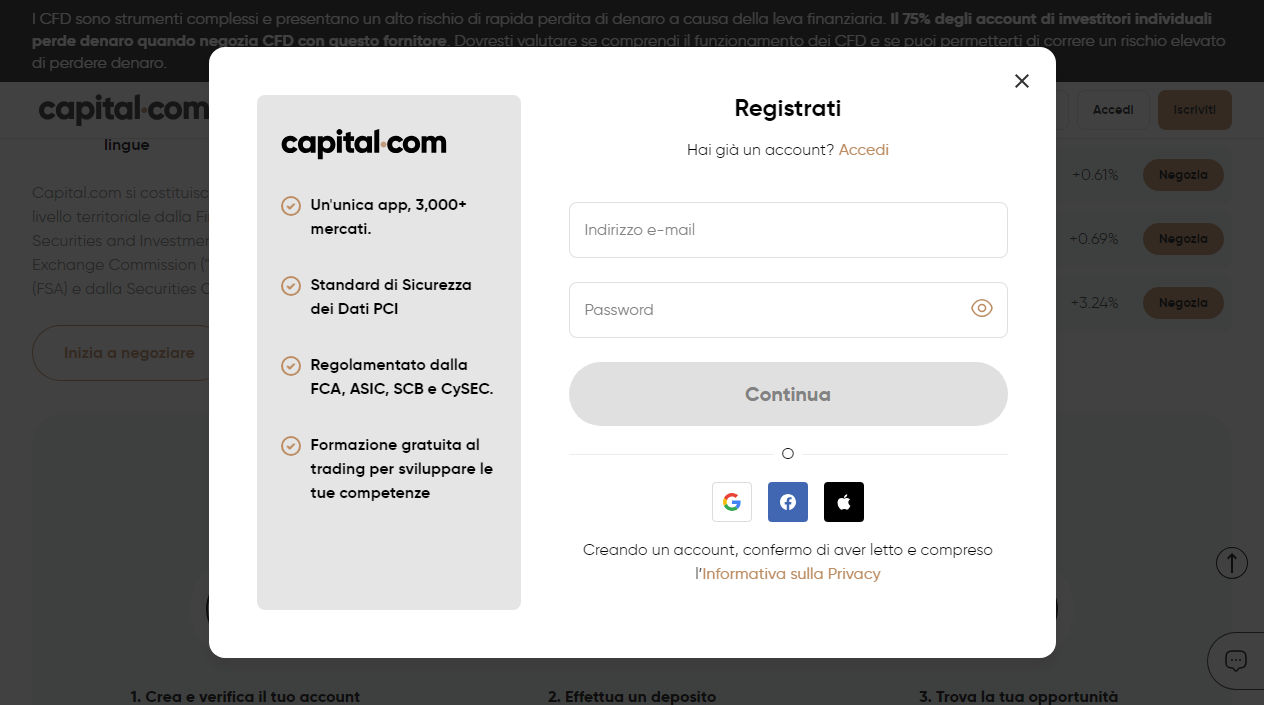 I CFD sono strumenti complessi e presentano un alto rischio di rapida perdita di denaro a causa della leva finanziaria. Il 75% degli account di investitori individuali
perde denaro quando negozia CFD con questo fornitore. Dovresti valutare se comprendi il funzionamento dei CFD e se puoi permetterti di correre un rischio elevato
di perdere denaro.
capital.com
Accedi
Iscriviti
lingue
Capital.com si costituisc
livello territoriale dalla Fi
Securities and Investmen
Exchange Commission ("
(FSA) e dalla Securities C
Inizia a negoziare
+0.61%
Negozia
+0.69%
Negozia
+3.24%
Negozia
capital.com
Un'unica app, 3,000+
mercati.
Standard di Sicurezza
dei Dati PCI
Regolamentato dalla
FCA, ASIC, SCB e CySEC.
Formazione gratuita al
trading per sviluppare le
tue competenze
Registrati
Hai già un account? Accedi
Indirizzo e-mail
Password
Continua
O
Creando un account, confermo di aver letto e compreso
l'Informativa sulla Privacy
1. Crea e verifica il tuo account
2. Effettua un deposito
3. Trova la tua opportunità